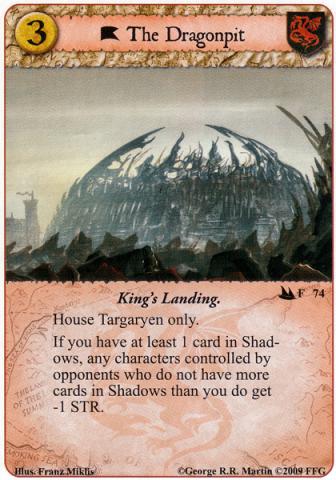 3
The Dragonpit
F 74
King's Landing.
House Targaryen only.
If you have at least 1 card in Shad-
ows, any characters controlled by
opponents who do not have more
cards in Shadows than you do get
-1 STR.
Illus. Franz Miklis
©George R.R. Martin ©2009 FFG